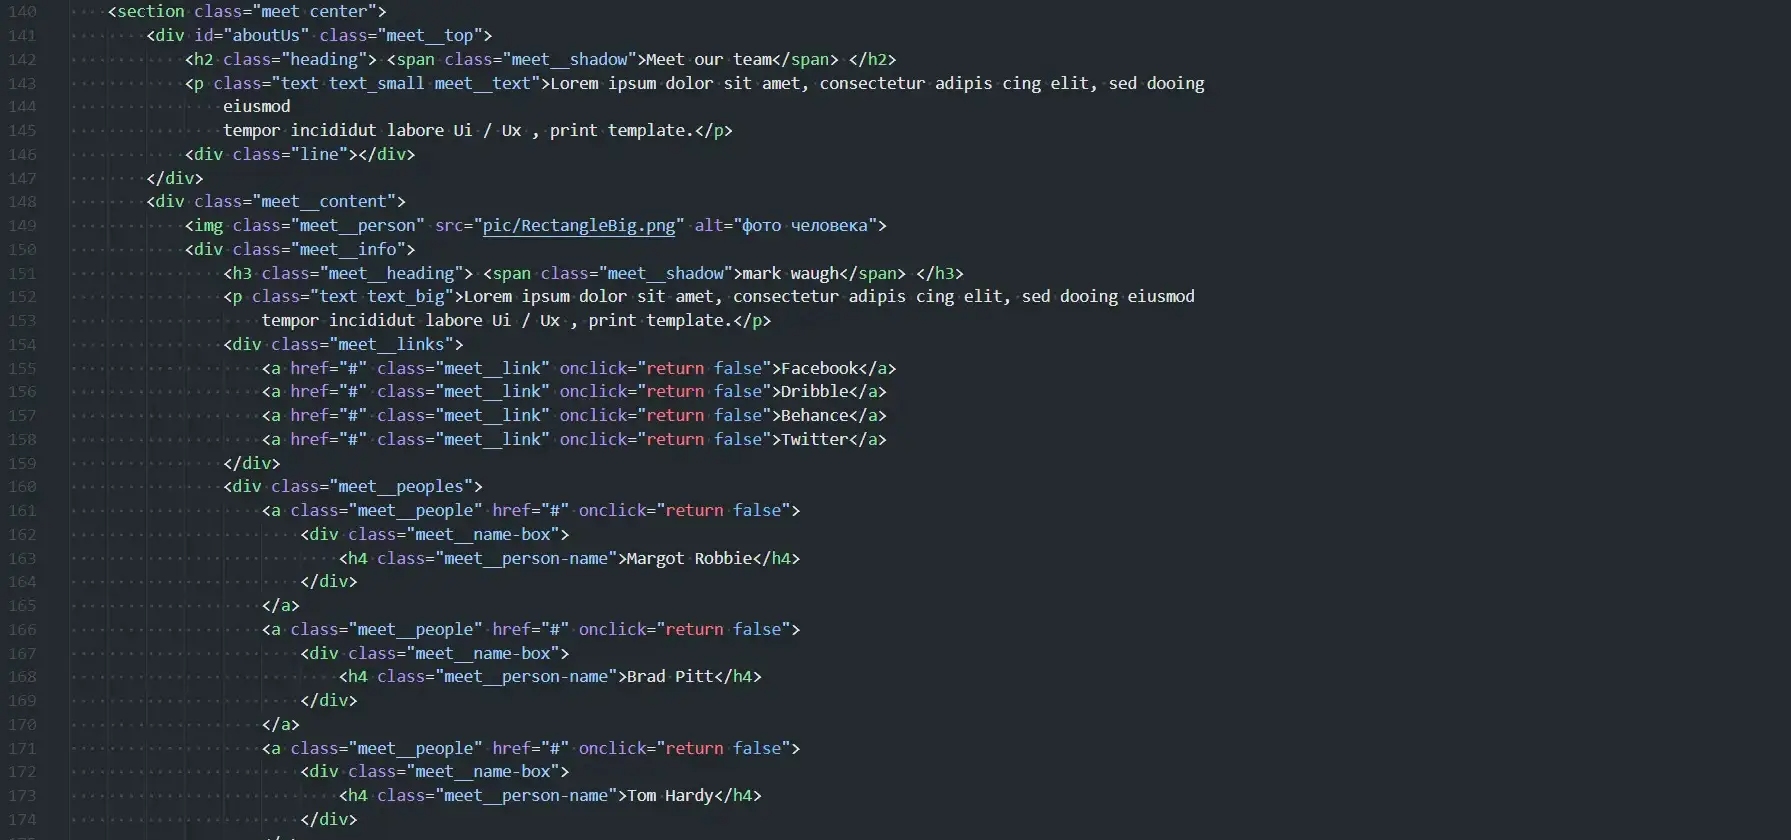 140 <section class="meet center">
141 <div id="aboutUs" class="meet__top">
142 <h2 class="heading"> <span class="meet__shadow">Meet our team</span> </h2>
143 <p class="text text_small meet__text">Lorem ipsum dolor sit amet, consectetur adipis cing elit, sed dooing
144 eiusmod
145 tempor incididut labore Ui / Ux , print template.</p>
146 <div class="line"></div>
147 </div>
148 <div class="meet__content">
149 <img class="meet__person" src="pic/RectangleBig.png" alt="фото человека">
150 <div class="meet__info">
151 <h3 class="meet__heading"> <span class="meet__shadow">mark waugh</span> </h3>
152 <p class="text text_big">Lorem ipsum dolor sit amet, consectetur adipis cing elit, sed dooing eiusmod
153 tempor incididut labore Ui / Ux , print template.</p>
154 <div class="meet__links">
155 <a href="#" class="meet__link" onclick="return false">Facebook</a>
156 <a href="#" class="meet__link" onclick="return false">Dribble</a>
157 <a href="#" class="meet__link" onclick="return false">Behance</a>
158 <a href="#" class="meet__link" onclick="return false">Twitter</a>
159 </div>
160 <div class="meet__peoples">
161 <a class="meet__people" href="#" onclick="return false">
162 <div class="meet__name-box">
163 <h4 class="meet__person-name">Margot Robbie</h4>
164 </div>
165 </a>
166 <a class="meet__people" href="#" onclick="return false">
167 <div class="meet__name-box">
168 <h4 class="meet__person-name">Brad Pitt</h4>
169 </div>
170 </a>
171 <a class="meet__people" href="#" onclick="return false">
172 <div class="meet__name-box">
173 <h4 class="meet__person-name">Tom Hardy</h4>
174 </div>